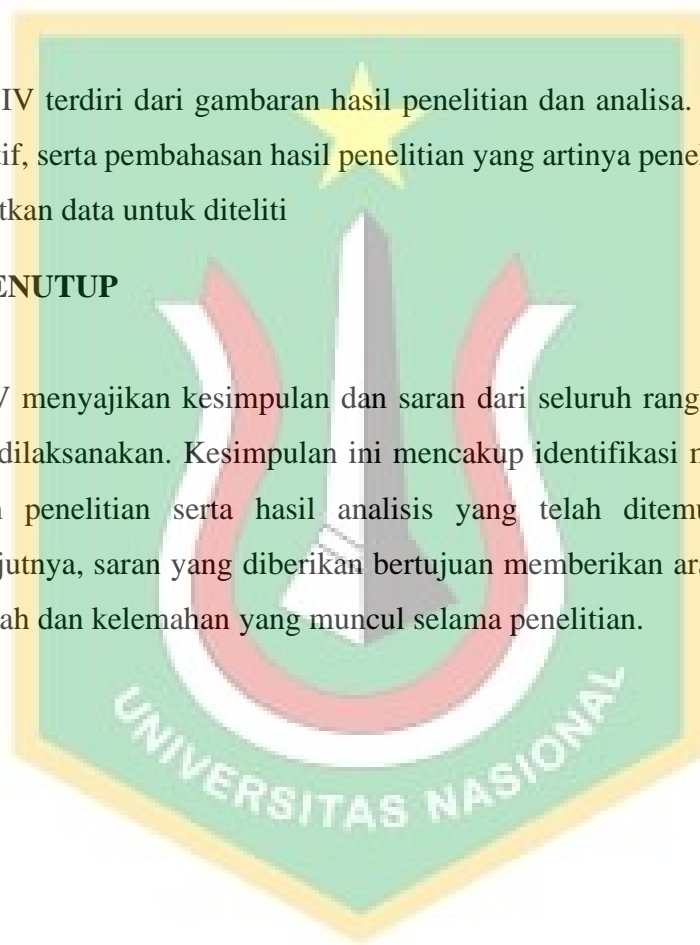 IV terdiri dari gambaran hasil penelitian dan analisa.
tif, serta pembahasan hasil penelitian yang artinya pene
tkan data untuk diteliti
ENUTUP
V menyajikan kesimpulan dan saran dari seluruh rang
dilaksanakan. Kesimpulan ini mencakup identifikasi m
penelitian serta hasil analisis yang telah ditemu
jutnya, saran yang diberikan bertujuan memberikan ara
ah dan kelemahan yang muncul selama penelitian.
UNIVERSITAS NASIONAL